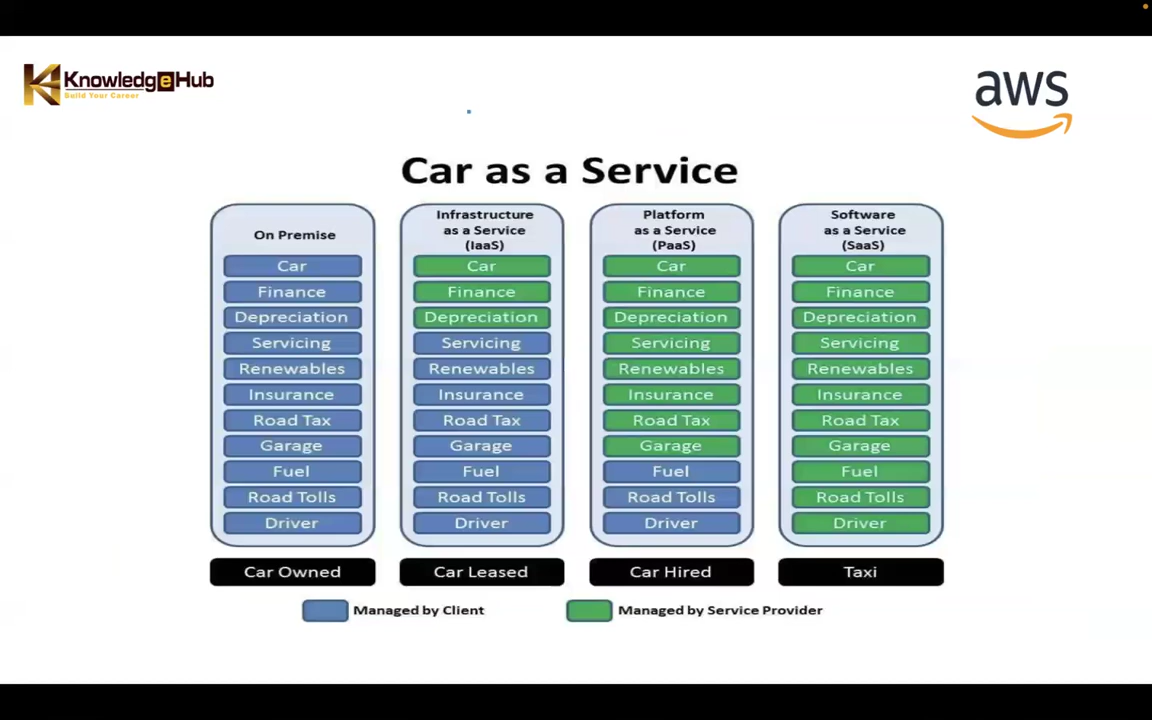 KnowledgeHub
Build Your Career
aws
Car as a Service
On Premise
Car
Finance
Depreciation
Servicing
Renewables
Insurance
Road Tax
Garage
Fuel
Road Tolls
Driver
Car Owned
Infrastructure
as a Service
(IaaS)
Car
Finance
Depreciation
Servicing
Renewables
Insurance
Road Tax
Garage
Fuel
Road Tolls
Driver
Car Leased
Platform
as a Service
(PaaS)
Car
Finance
Depreciation
Servicing
Renewables
Insurance
Road Tax
Garage
Fuel
Road Tolls
Driver
Car Hired
Software
as a Service
(SaaS)
Car
Finance
Depreciation
Servicing
Renewables
Insurance
Road Tax
Garage
Fuel
Road Tolls
Driver
Taxi
Managed by Client
Managed by Service Provider